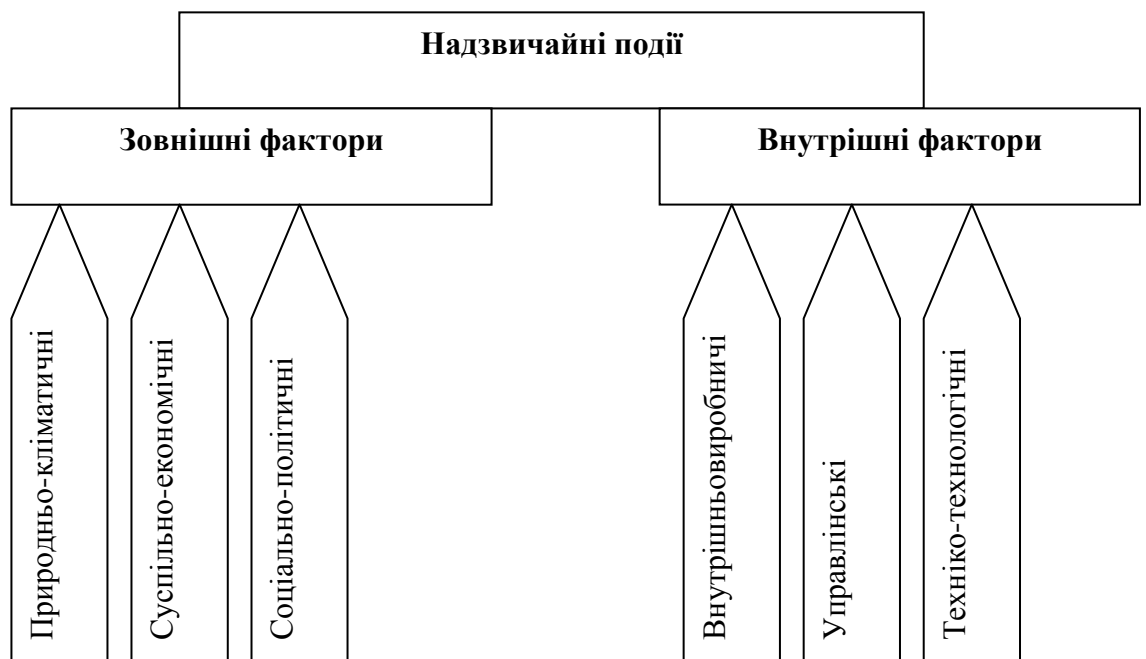 Надзвичайні події
Зовнішні фактори
Внутрішні фактори
Природньо-кліматичні
Суспільно-економічні
Соціально-політичні
Внутрішньовиробничі
Управлінські
Техніко-технологічні